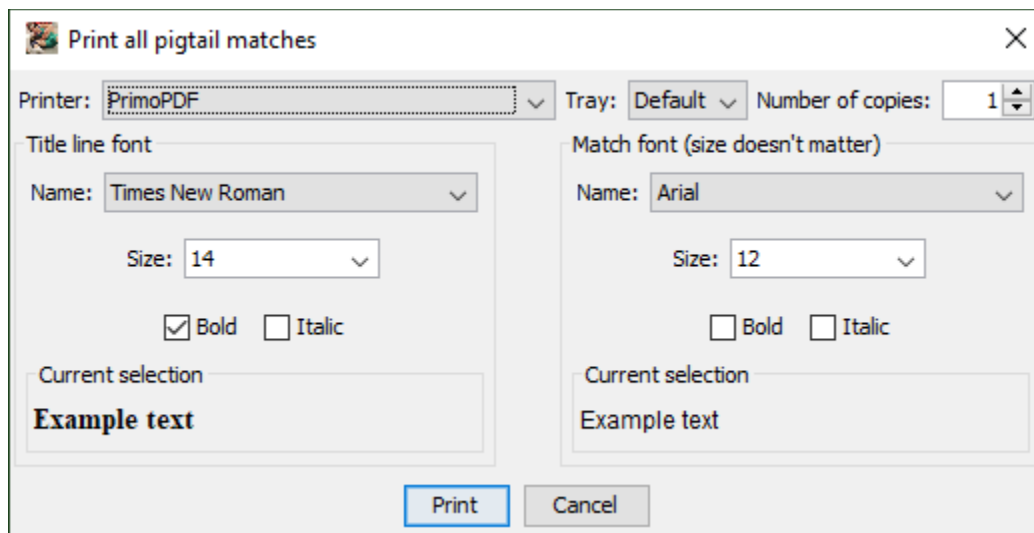 Print all pigtail matches
Printer: PrimoPDF Tray: Default Number of copies: 1
Title line font
Name: Times New Roman
Size: 14
Bold Italic
Current selection
Example text
Match font (size doesn't matter)
Name: Arial
Size: 12
Bold Italic
Current selection
Example text
Print Cancel